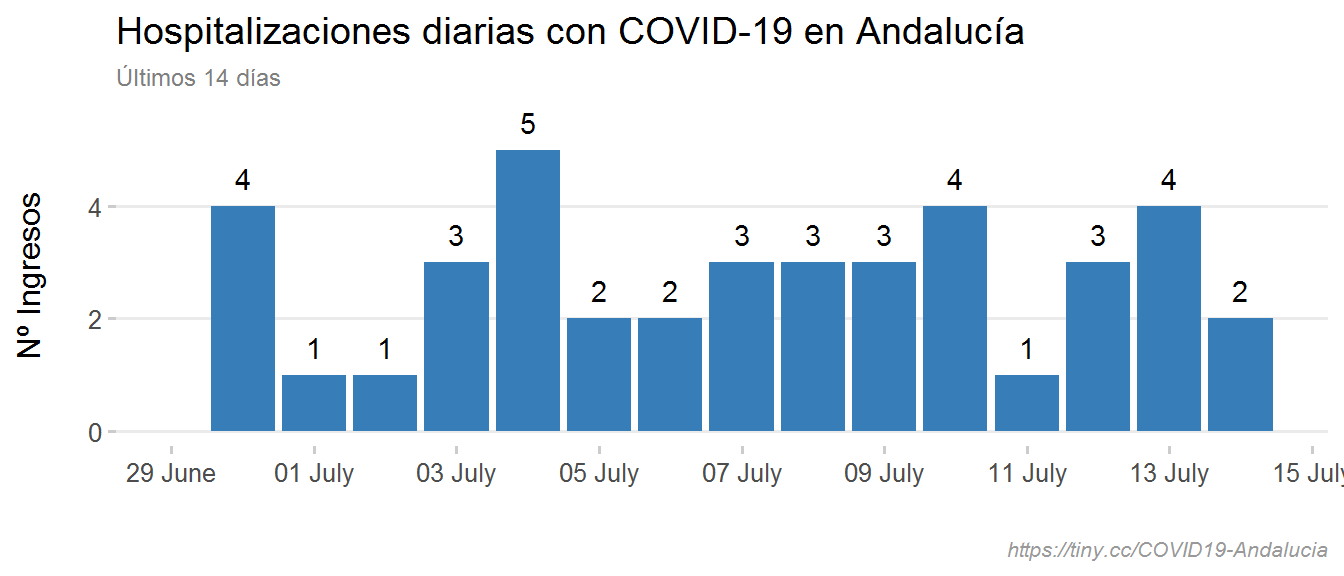 Hospitalizaciones diarias con COVID-19 en Andalucía
Últimos 14 días
Nº Ingresos
5
4 4 4
3 3 3 3 3
2 2 2
1 1 1
4
2
0
29 June 01 July 03 July 05 July 07 July 09 July 11 July 13 July 15 July
https://tiny.cc/COVID19-Andalucia